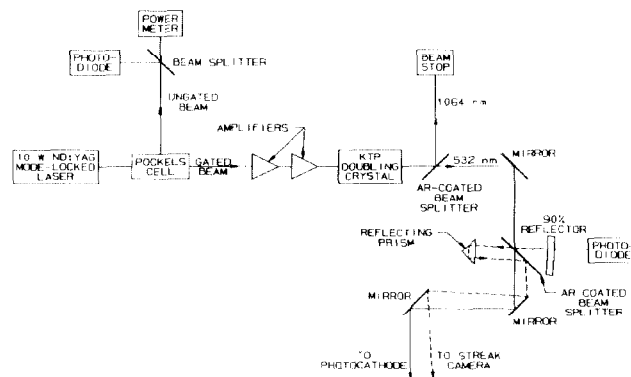 POWER
METER
PHOTO-
DIODE
BEAM SPLITTER
UNGATED
BEAM
BEAM
STOP
1064 nm
AMPLIFIERS
10 W ND:YAG
MODE-LOCKED
LASER
POCKELS
CELL
GATED
BEAM
KTP
DOUBLING
CRYSTAL
532 nm
MIRROR
AR-COATED
BEAM
SPLITTER
90%
REFLECTOR
REFLECTING
PRISM
PHOTO-
DIODE
AR COATED
BEAM
SPLITTER
MIRROR
MIRROR
TO
PHOTOCATHODE
TO STREAK
CAMERA